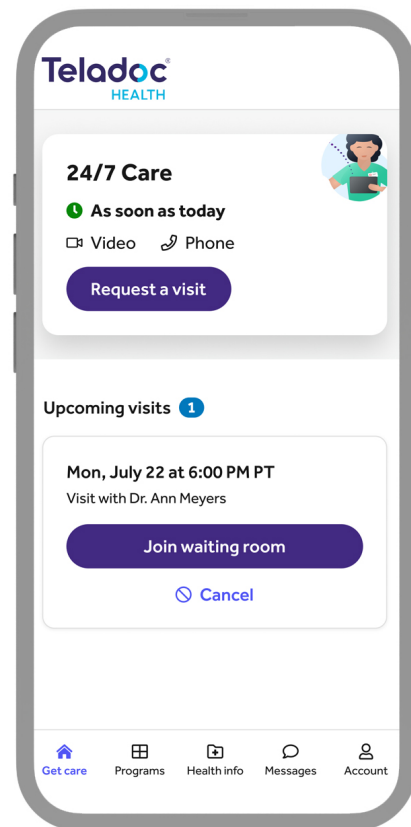 Teladoc®
HEALTH
24/7 Care
As soon as today
Video Phone
Request a visit
Upcoming visits 1
Mon, July 22 at 6:00 PM PT
Visit with Dr. Ann Meyers
Join waiting room
Cancel
Get care Programs Health info Messages Account